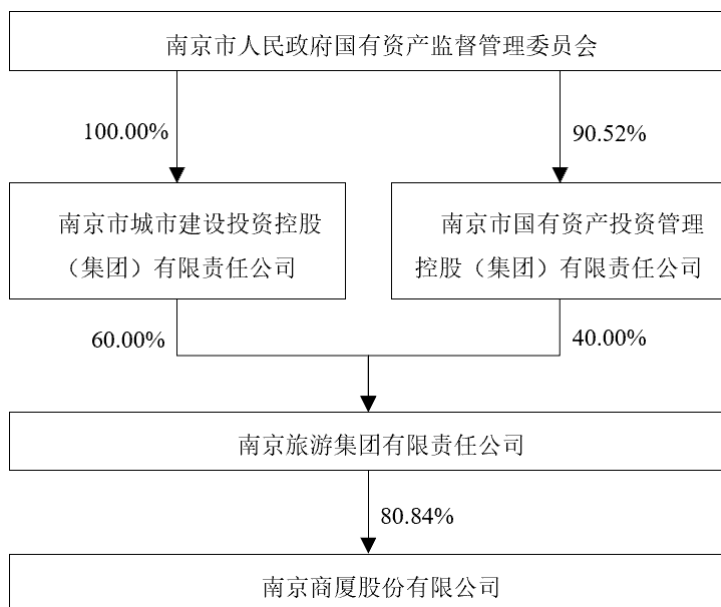 南京市人民政府国有资产监督管理委员会
100.00%
90.52%
南京市城市建设投资控股
（集团）有限责任公司
南京市国有资产投资管理
控股（集团）有限责任公司
60.00%
40.00%
南京旅游集团有限责任公司
80.84%
南京商厦股份有限公司